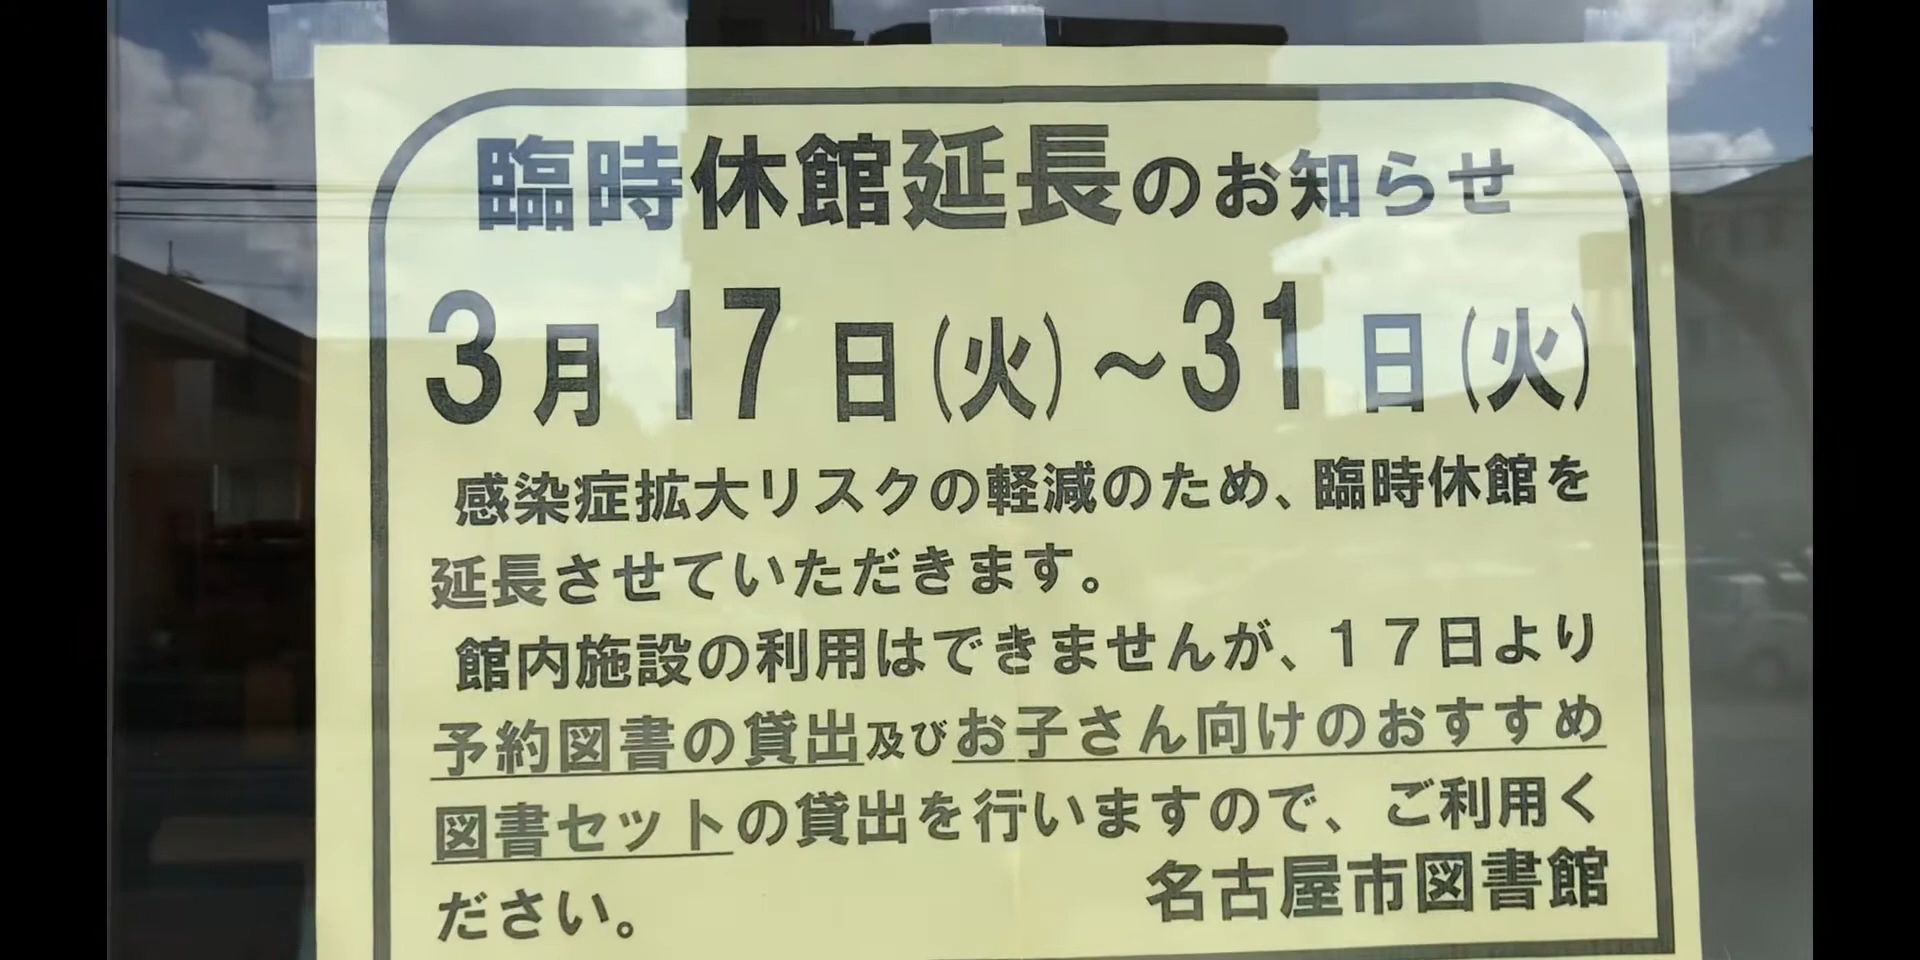 臨時休館延長のお知らせ
3月17日(火)~31日(火)
感染症拡大リスクの軽減のため、臨時休館を
延長させていただきます。
館内施設の利用はできませんが、17日より
予約図書の貸出及びお子さん向けのおすすめ
図書セットの貸出を行いますので、ご利用く
ださい。
名古屋市図書館